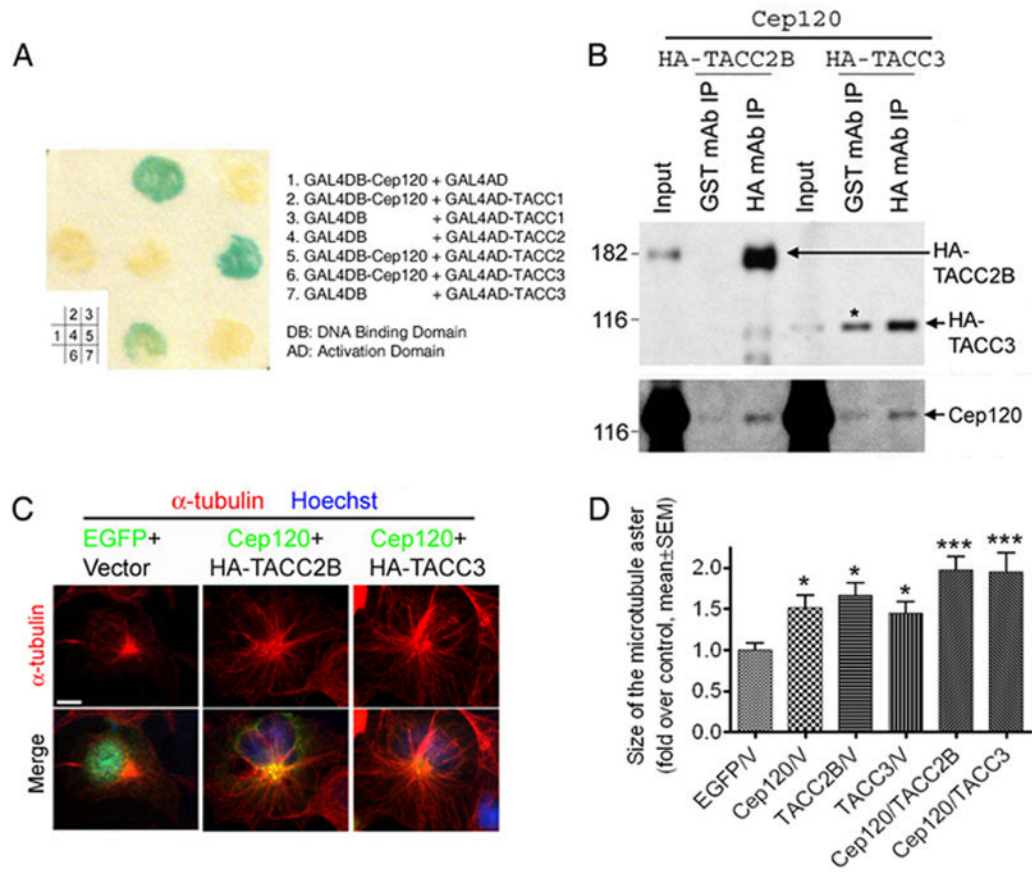 A
1. GAL4DB-Cep120 + GAL4AD
2. GAL4DB-Cep120 + GAL4AD-TACC1
3. GAL4DB + GAL4AD-TACC1
4. GAL4DB + GAL4AD-TACC2
5. GAL4DB-Cep120 + GAL4AD-TACC2
6. GAL4DB-Cep120 + GAL4AD-TACC3
7. GAL4DB + GAL4AD-TACC3
DB: DNA Binding Domain
AD: Activation Domain
2 3
1 4 5
6 7
B
Cep120
HA-TACC2B HA-TACC3
Input
GST mAb IP
HA mAb IP
Input
GST mAb IP
HA mAb IP
182
HA-
TACC2B
116
*
HA-
TACC3
Cep120
116
C
α-tubulin Hoechst
EGFP+
Vector
Cep120+
HA-TACC2B
Cep120+
HA-TACC3
α-tubulin
Merge
D
Size of the microtubule aster
(fold over control, mean±SEM)
2.0
1.5
1.0
0.5
0.0
* * * *** ***
EGFP/V
Cep120/V
TACC2B/V
TACC3/V
Cep120/TACC2B
Cep120/TACC3